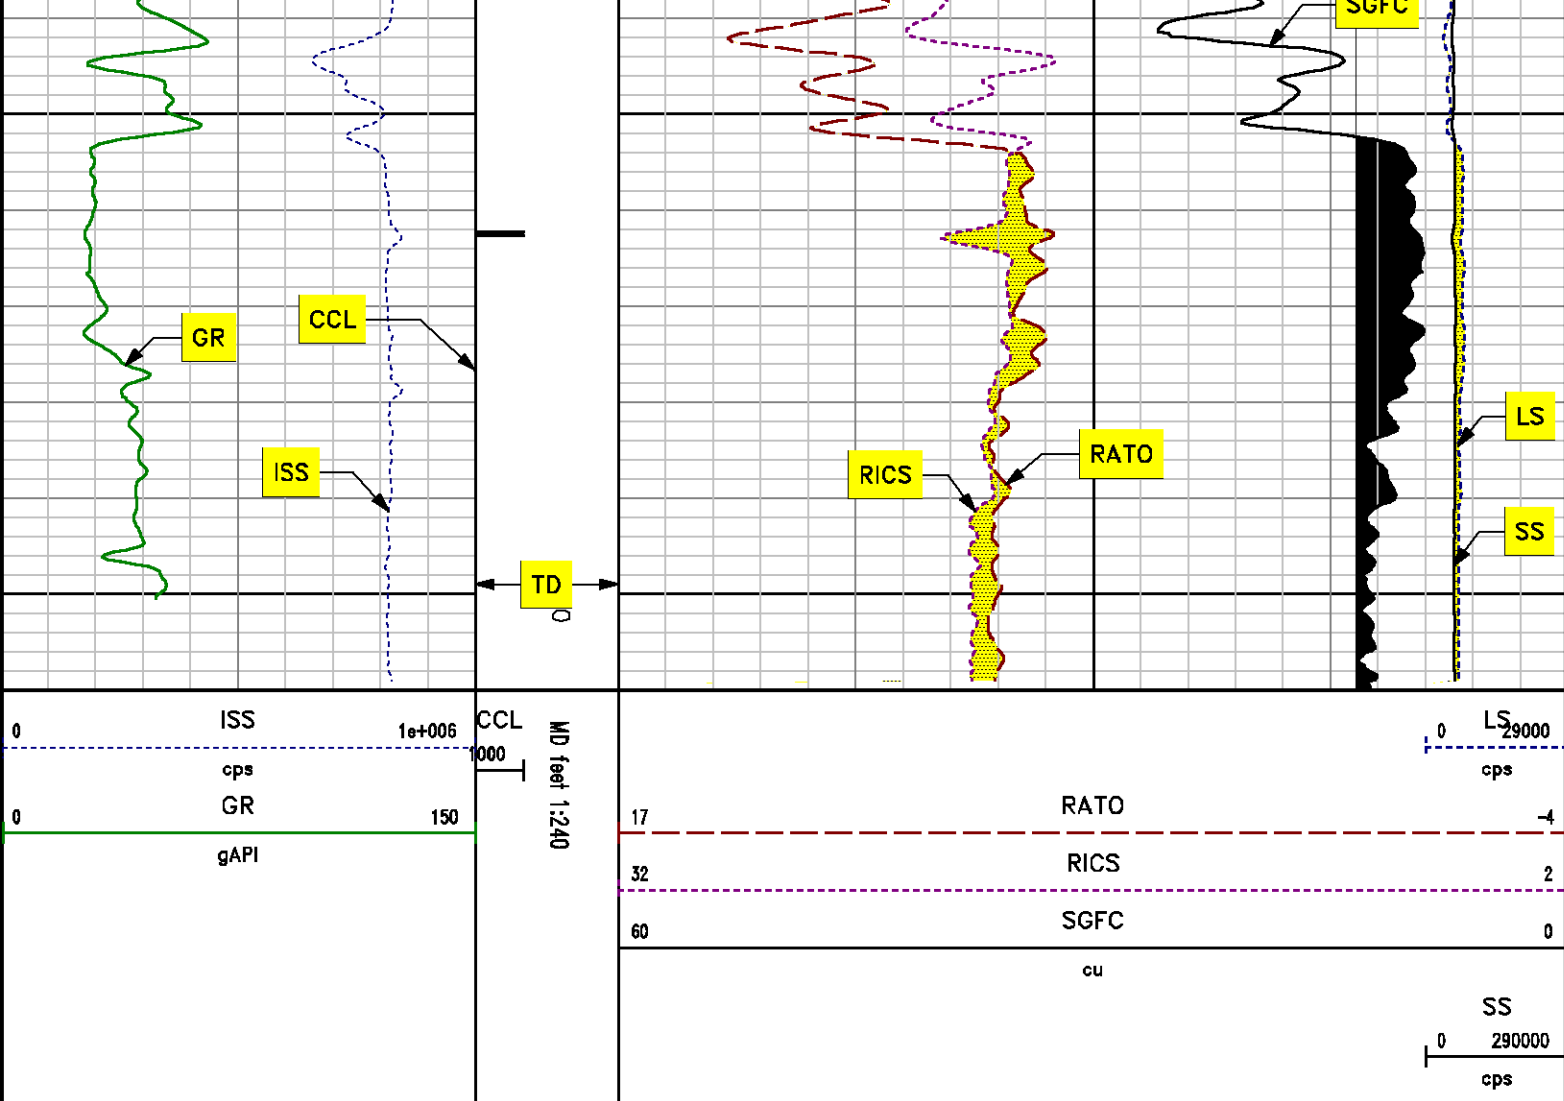 SGFC
GR
CCL
LS
RATO
RICS
ISS
SS
TD
0 ISS 1e+006
cps
0 GR 150
gAPI
CCL
1000
MD feet 1:240
LS
0 29000
cps
17 RATO -4
32 RICS 2
60 SGFC 0
cu
SS
0 290000
cps